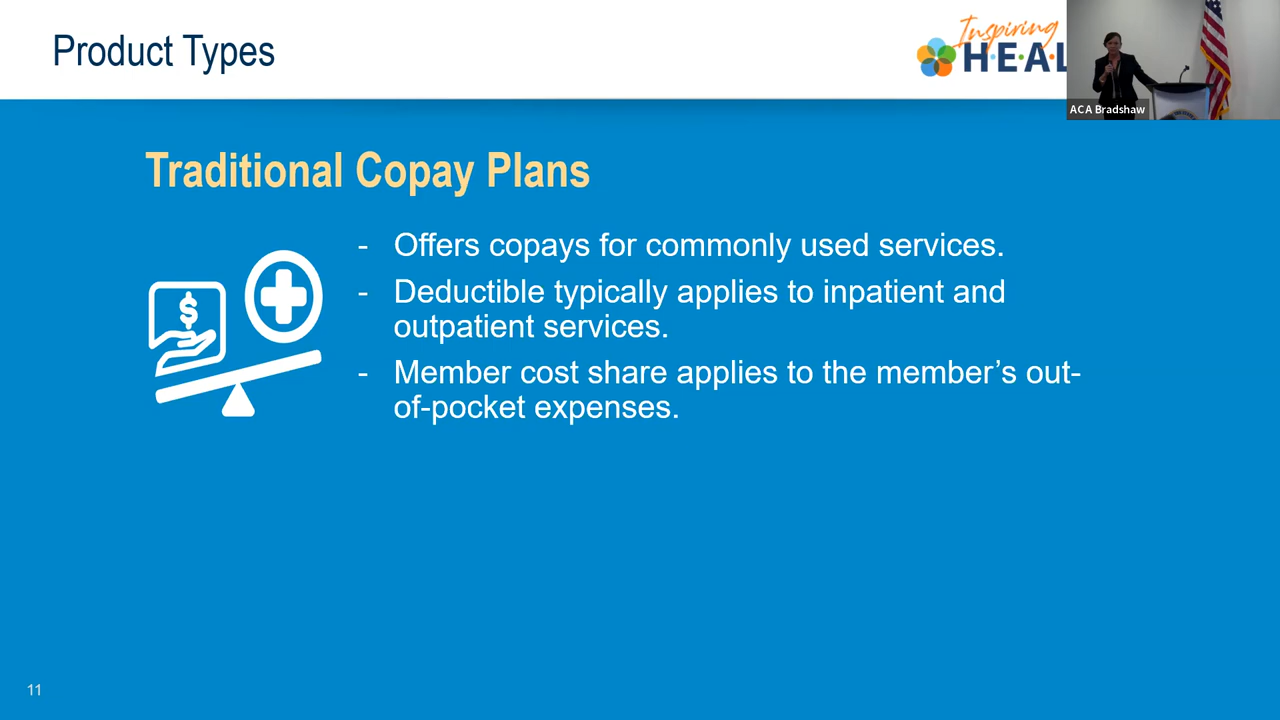 Product Types
Inspiring
H•E•AL
ACA Bradshaw
Traditional Copay Plans
- Offers copays for commonly used services.
- Deductible typically applies to inpatient and
outpatient services.
- Member cost share applies to the member’s out-
of-pocket expenses.
$
11